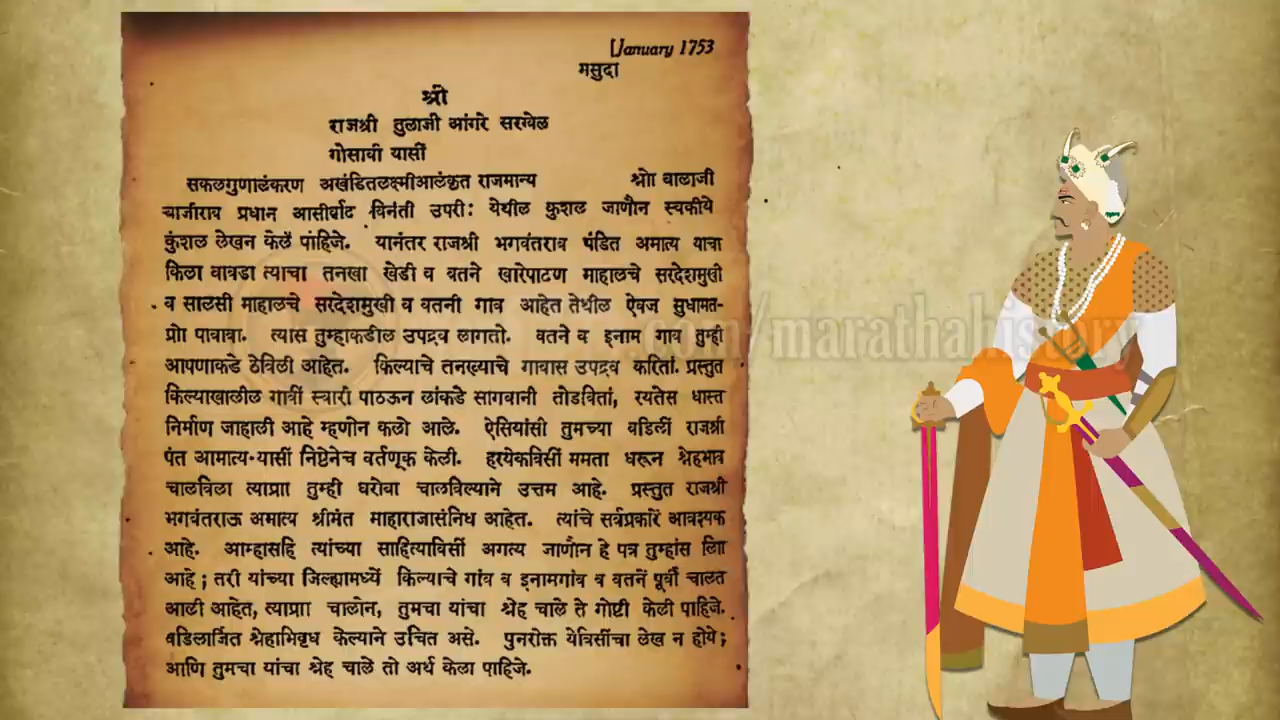 [January 1753
मसुदा
श्री
राजश्री तुळाजी आंगरे सरखेल
गोसावी यासीं
सकलगुणालंकरण अखंडितलक्ष्मीआलंकृत राजमान्य श्रो बाळाजी
बाजीराव प्रधान आसीर्वाद विनंती उपरी: येथील कुशल जाणौन स्वकीये
कुंशल लेखन केलें पाहिजे. यानंतर राजश्री भगवंतराव पंडित अमात्य याचा
किला बावडा त्याचा तनखा खेडी व वतने खारेपाटण माहालचे सरदेशमुखी
व साळसी माहालचे सरदेशमुखी व वतनी गाव आहेत तेथील ऐवज सुधामत-
प्रो पावावा. त्यास तुम्हाकडील उपद्रव लागतो. वतने व इनाम गाव तुम्ही
आपणाकडे ठेविली आहेत. किल्याचे तनख्याचे गावास उपद्रव करितां. प्रस्तुत
किल्याखालील गावीं स्वारी पाठऊन लांकडे सागवानी तोडवितां, रयतेस धास्त
निर्माण जाहाली आहे म्हणोन कळो आले. ऐसियांसी तुमच्या वडिलीं राजश्री
पंत आमात्य यासीं निष्टेनेच वर्तणूक केली. हरयेकविसीं ममता धरून श्नेहभाव
चालविला त्याप्रा तुम्ही घरोवा चालविल्याने उत्तम आहे. प्रस्तुत राजश्री
भगवंतराऊ अमात्य श्रीमंत माहाराजासंनिध आहेत. त्यांचे सर्वप्रकारें आवश्यक
आहे. आम्हासहि त्यांच्या साहित्याविसीं अगत्य जाणौन हे पत्र तुम्हांस लिा
आहे; तरी यांच्या जिल्ह्यामध्यें किल्याचे गांव व इनामगांव व वतनें पूर्वी चालत
आली आहेत, त्याप्रा चालोन, तुमचा यांचा श्नेह चाले ते गोष्टी केली पाहिजे.
वडिलार्जित श्नेहाभिवृध केल्याने उचित असे. पुनरोक्त येविसींचा लेख न होये;
आणि तुमचा यांचा श्नेह चाले तो अर्थ केला पाहिजे.
.com/marathahistory